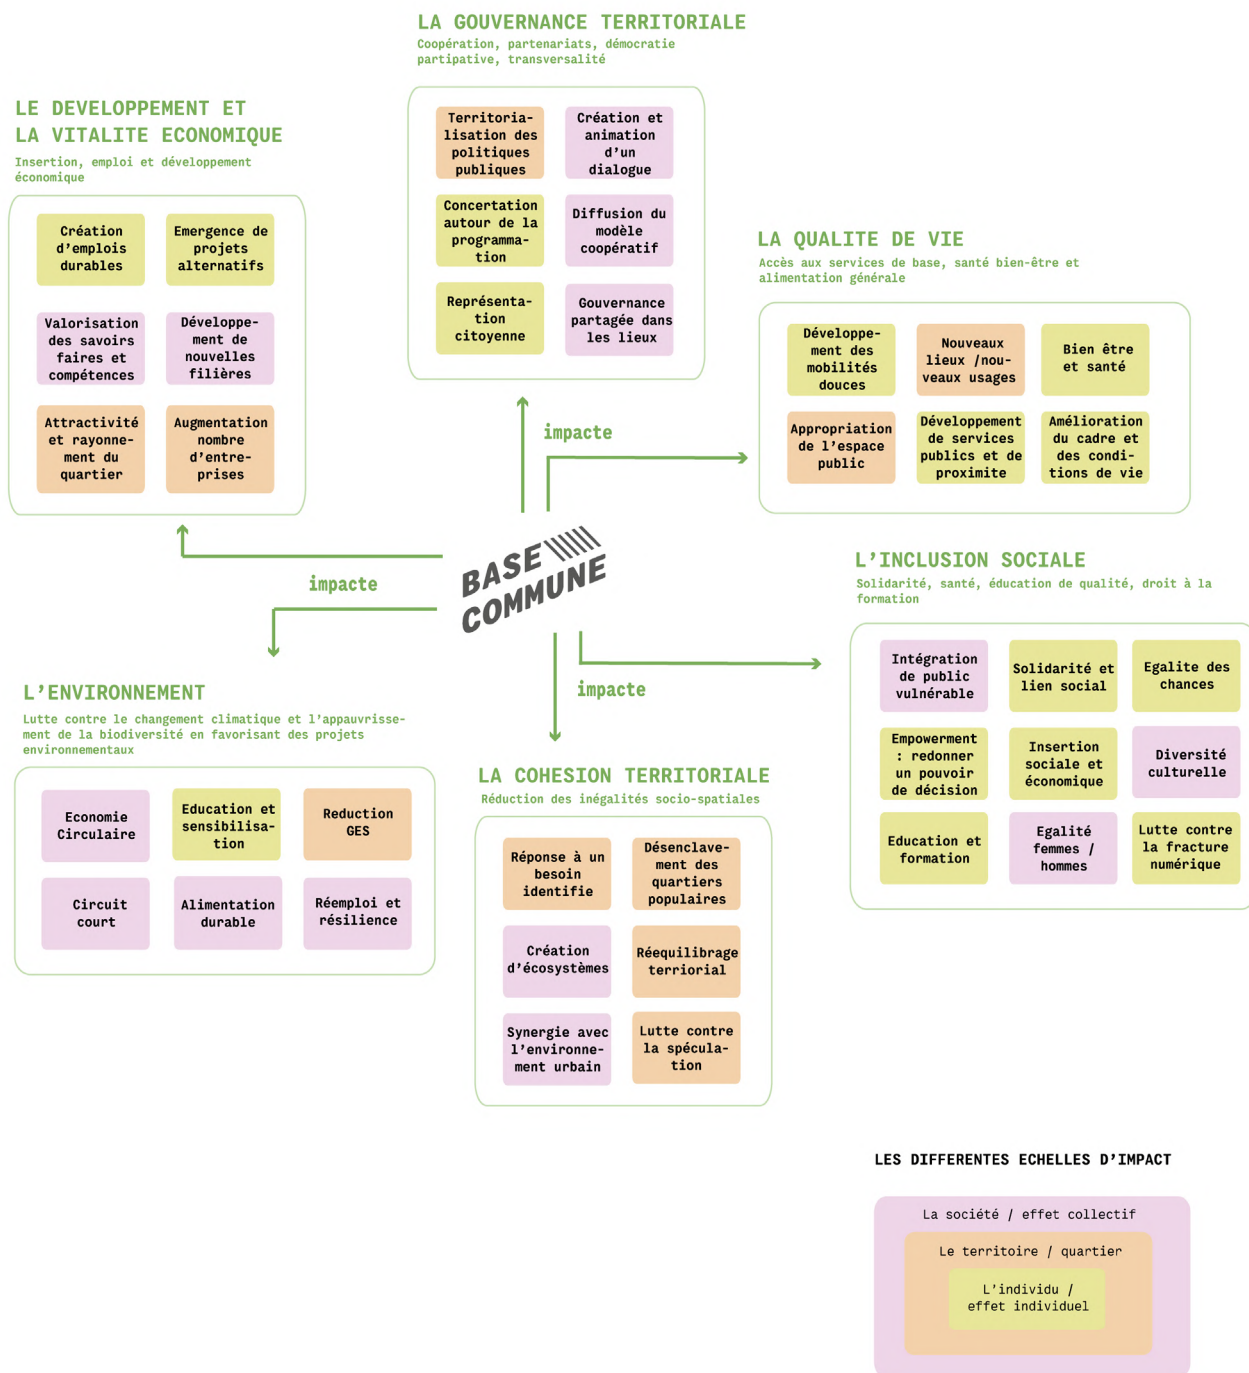 LA GOUVERNANCE TERRITORIALE
Coopération, partenariats, démocratie
partipative, transversalité
Territoria-
lisation des
politiques
publiques
Création et
animation
d’un
dialogue
Concertation
autour de la
programma-
tion
Diffusion du
modèle
coopératif
Représenta-
tion
citoyenne
Gouvernance
partagée dans
les lieux
LE DEVELOPPEMENT ET
LA VITALITE ECONOMIQUE
Insertion, emploi et développement
économique
Création
d’emplois
durables
Emergence de
projets
alternatifs
Valorisation
des savoirs
faires et
compétences
Développe-
ment de
nouvelles
filières
Attractivité
et rayonne-
ment du
quartier
Augmentation
nombre
d’entre-
prises
LA QUALITE DE VIE
Accès aux services de base, santé bien-être et
alimentation générale
Développe-
ment des
mobilités
douces
Nouveaux
lieux /nou-
veaux usages
Bien être
et santé
Appropriation
de l’espace
public
Développement
de services
publics et de
proximite
Amélioration
du cadre et
des condi-
tions de vie
impacte
BASE
COMMUNE
impacte
impacte
L’INCLUSION SOCIALE
Solidarité, santé, éducation de qualité, droit à la
formation
Intégration
de public
vulnérable
Solidarité et
lien social
Egalite des
chances
Empowerment
: redonner
un pouvoir
de décision
Insertion
sociale et
économique
Diversité
culturelle
Education et
formation
Egalité
femmes /
hommes
Lutte contre
la fracture
numérique
L’ENVIRONNEMENT
Lutte contre le changement climatique et l’appauvrisse-
ment de la biodiversité en favorisant des projets
environnementaux
Economie
Circulaire
Education et
sensibilisa-
tion
Reduction
GES
Circuit
court
Alimentation
durable
Réemploi et
résilience
LA COHESION TERRITORIALE
Réduction des inégalités socio-spatiales
Réponse à un
besoin
identifie
Désenclave-
ment des
quartiers
populaires
Création
d’écosystèmes
Réequilibrage
terriorial
Synergie avec
l’environne-
ment urbain
Lutte contre
la spécula-
tion
LES DIFFERENTES ECHELLES D’IMPACT
La société / effet collectif
Le territoire / quartier
L’individu /
effet individuel